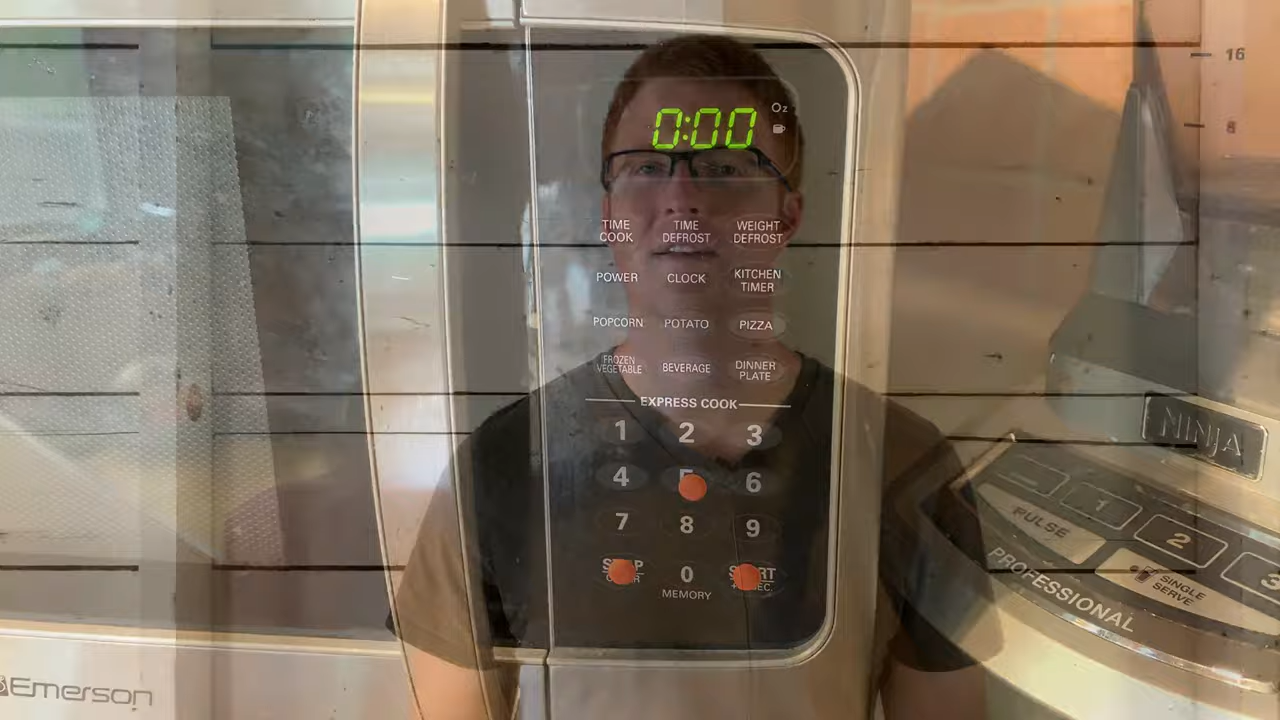 16
8
0:00
Oz
TIME COOK
TIME DEFROST
WEIGHT DEFROST
POWER
CLOCK
KITCHEN TIMER
POPCORN
POTATO
PIZZA
FROZEN VEGETABLE
BEVERAGE
DINNER PLATE
EXPRESS COOK
1 2 3
4 5 6
7 8 9
0
MEMORY
NINJA
PULSE
1
2
3
SINGLE SERVE
PROFESSIONAL
Emerson